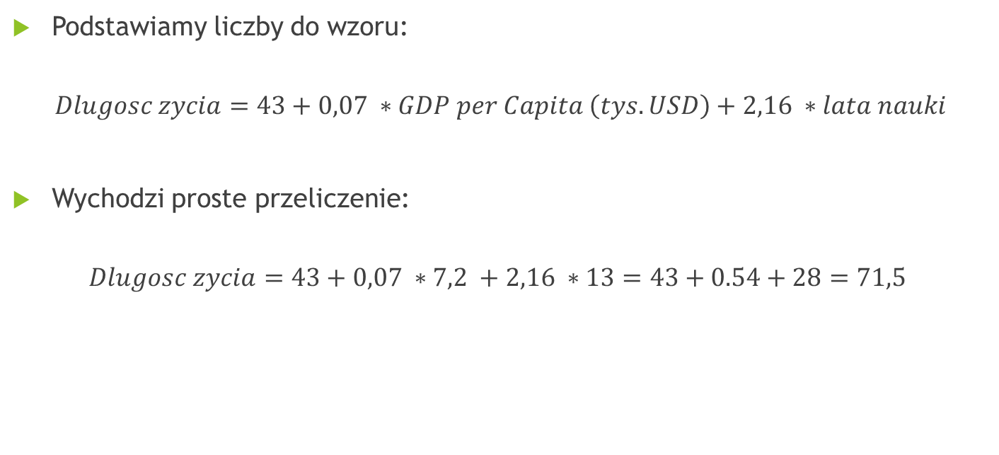 Podstawiamy liczby do wzoru:
Dlugosc zycia = 43 + 0,07 * GDP per Capita (tys. USD) + 2,16 * lata nauki
Wychodzi proste przeliczenie:
Dlugosc zycia = 43 + 0,07 * 7,2 + 2,16 * 13 = 43 + 0.54 + 28 = 71,5